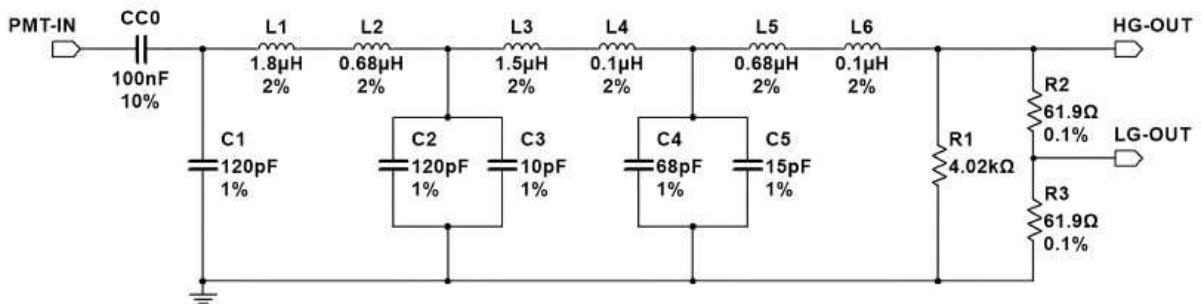 PMT-IN
CC0
100nF
10%
L1
1.8µH
2%
L2
0.68µH
2%
L3
1.5µH
2%
L4
0.1µH
2%
L5
0.68µH
2%
L6
0.1µH
2%
HG-OUT
C1
120pF
1%
C2
120pF
1%
C3
10pF
1%
C4
68pF
1%
C5
15pF
1%
R1
4.02kΩ
R2
61.9Ω
0.1%
LG-OUT
R3
61.9Ω
0.1%